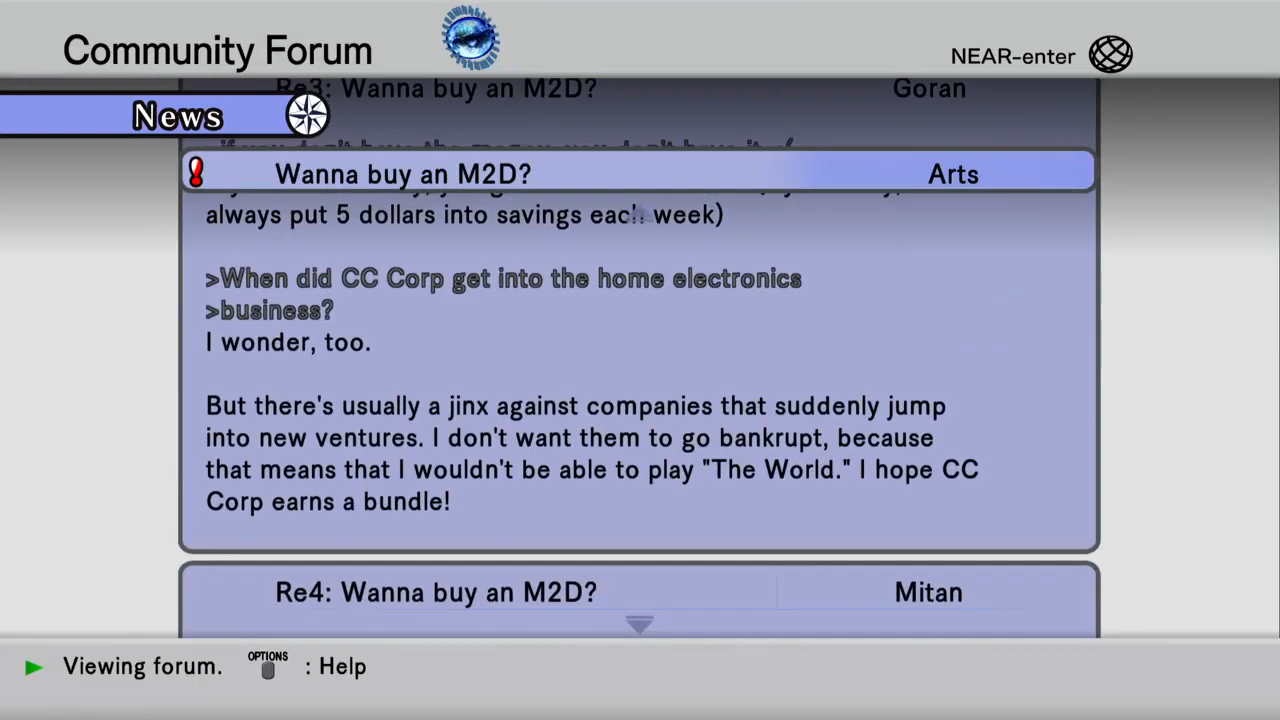 Community Forum
NEAR-enter
Re3: Wanna buy an M2D? Goran
News
Wanna buy an M2D? Arts
always put 5 dollars into savings each week)
>When did CC Corp get into the home electronics
>business?
I wonder, too.
But there's usually a jinx against companies that suddenly jump
into new ventures. I don't want them to go bankrupt, because
that means that I wouldn't be able to play "The World." I hope CC
Corp earns a bundle!
Re4: Wanna buy an M2D? Mitan
Viewing forum. OPTIONS : Help